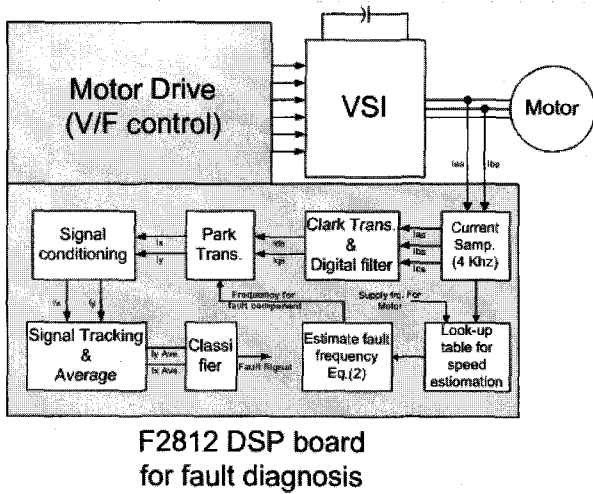 Motor Drive
(V/F control)
VSI
Motor
Ias
Ibs
Signal
conditioning
Ix
Iy
Park
Trans.
Ids
Iqs
Clark Trans.
&
Digital filter
Ias
Ibs
Ics
Current
Samp.
(4 Khz)
Ix
Iy
Frequency for
fault component
Supply frq. For
Motor
Signal Tracking
&
Average
Iy Ave.
Ix Ave.
Classi
fier
Fault Signal
Estimate fault
frequency
Eq.(2)
Look-up
table for
speed
estiomation
F2812 DSP board
for fault diagnosis